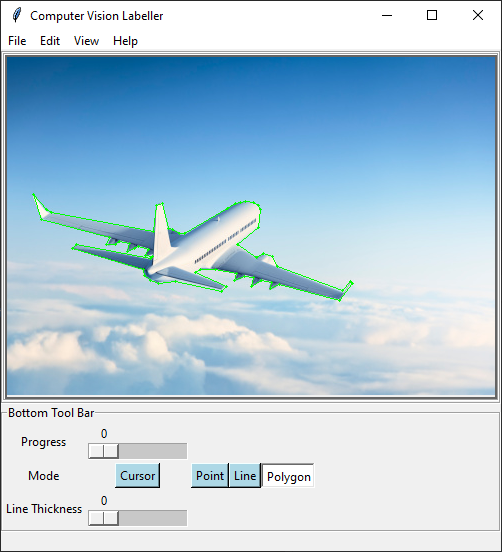 Computer Vision Labeller
File Edit View Help
Bottom Tool Bar
Progress 0
Mode Cursor Point Line Polygon
Line Thickness 0